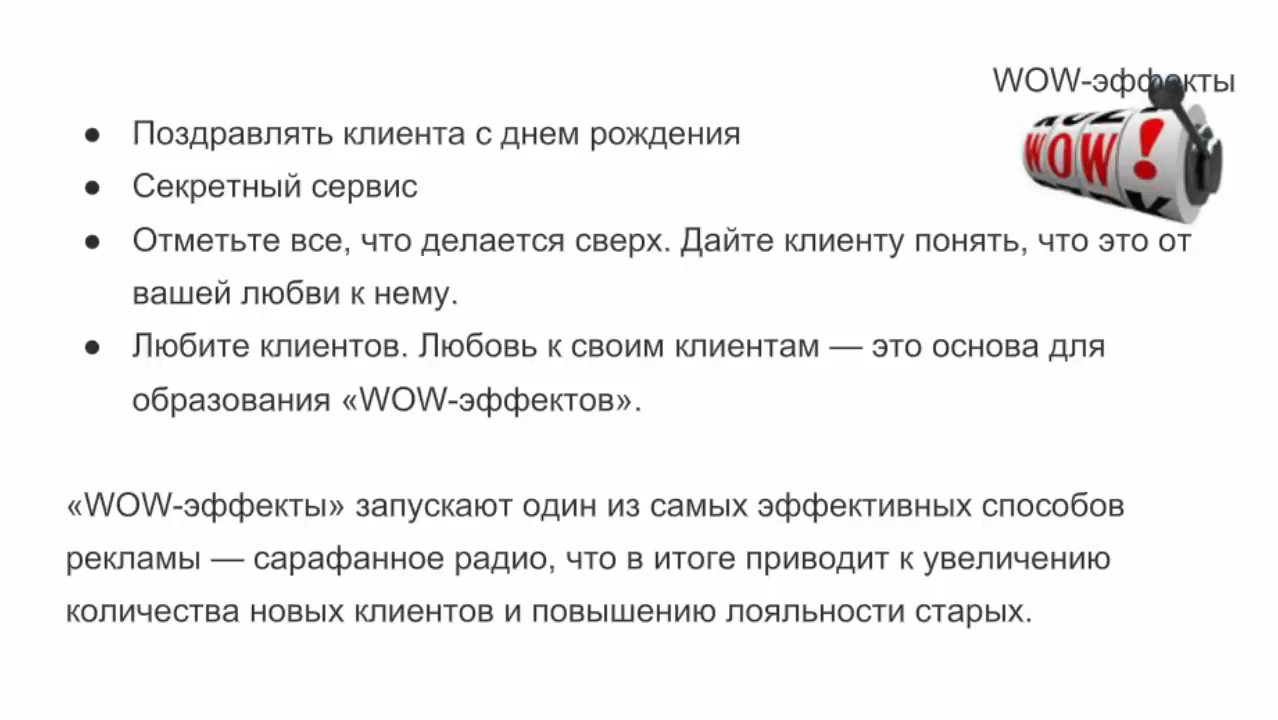 WOW-эффекты
WOW!
● Поздравлять клиента с днем рождения
● Секретный сервис
● Отметьте все, что делается сверх. Дайте клиенту понять, что это от
вашей любви к нему.
● Любите клиентов. Любовь к своим клиентам — это основа для
образования «WOW-эффектов».
«WOW-эффекты» запускают один из самых эффективных способов
рекламы — сарафанное радио, что в итоге приводит к увеличению
количества новых клиентов и повышению лояльности старых.